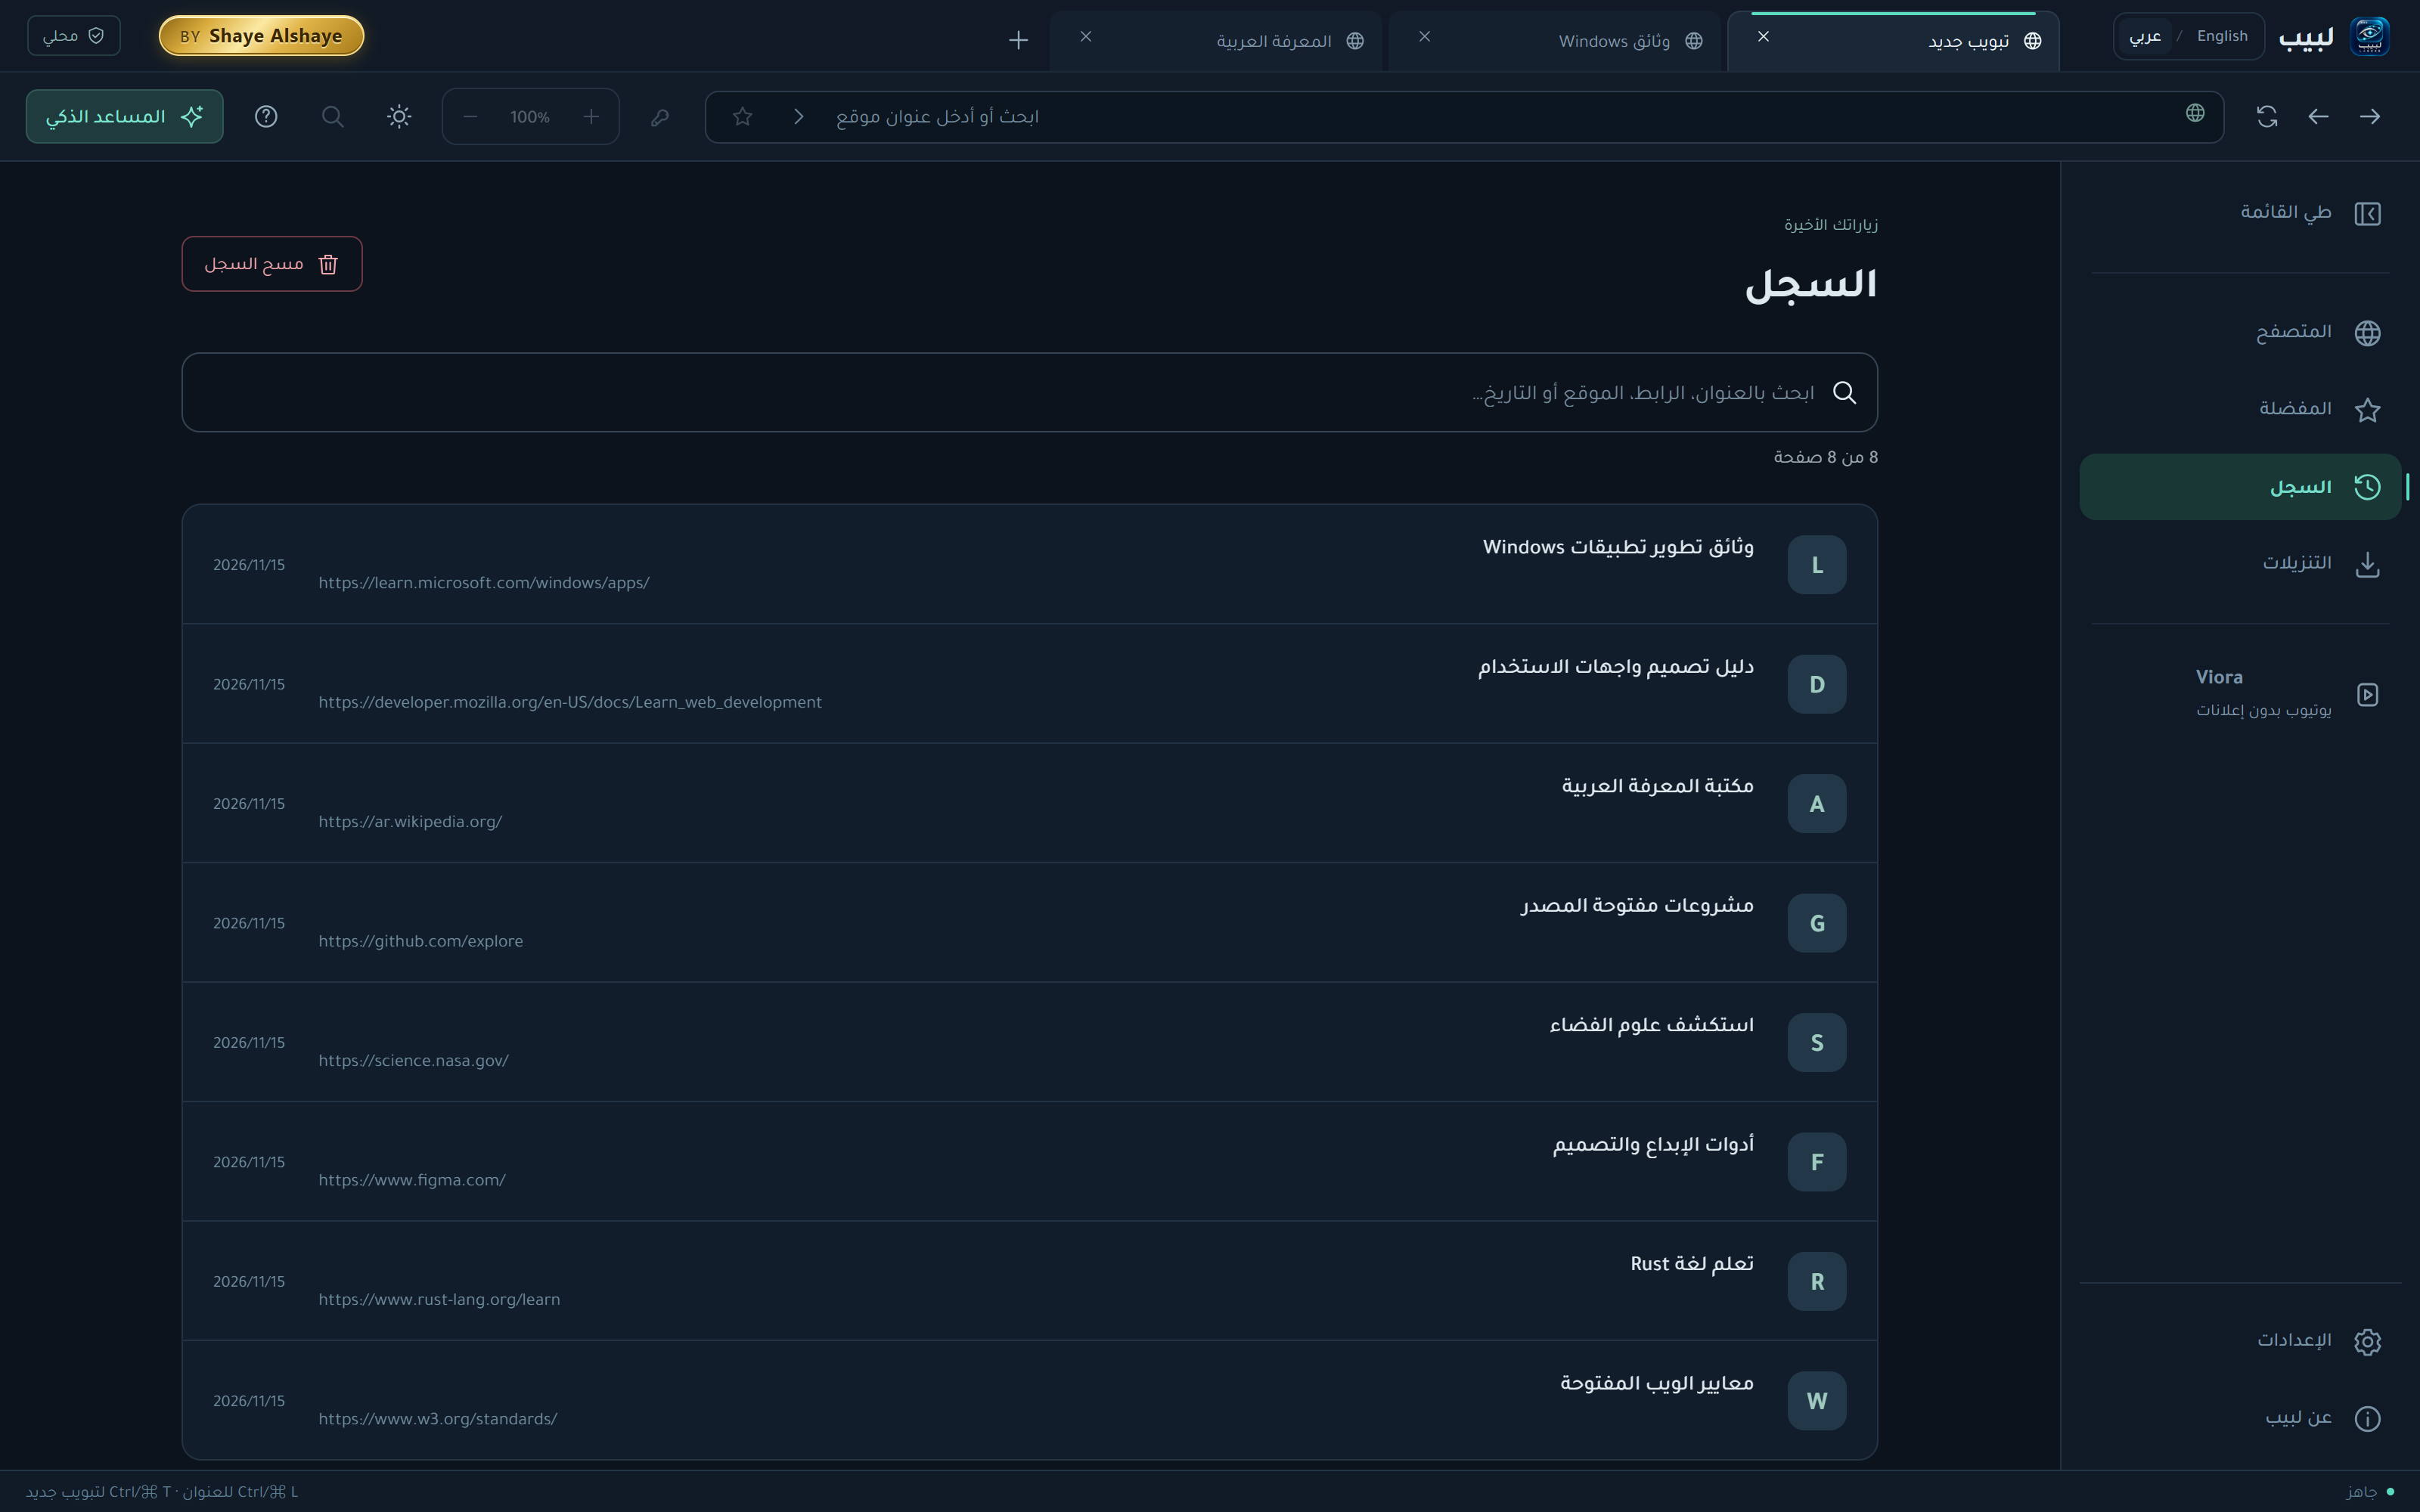 لبيب
عربي / English
تبويب جديد
وثائق Windows
المعرفة العربية
BY Shaye Alshaye
محلي
ابحث أو أدخل عنوان موقع
100%
المساعد الذكي
طي القائمة
المتصفح
المفضلة
السجل
التنزيلات
Viora
يوتيوب بدون إعلانات
الإعدادات
عن لبيب
زياراتك الأخيرة
السجل
مسح السجل
ابحث بالعنوان، الرابط، الموقع أو التاريخ...
8 من 8 صفحة
L
وثائق تطوير تطبيقات Windows
https://learn.microsoft.com/windows/apps/
2026/11/15
D
دليل تصميم واجهات الاستخدام
https://developer.mozilla.org/en-US/docs/Learn_web_development
2026/11/15
A
مكتبة المعرفة العربية
https://ar.wikipedia.org/
2026/11/15
G
مشروعات مفتوحة المصدر
https://github.com/explore
2026/11/15
S
استكشف علوم الفضاء
https://science.nasa.gov/
2026/11/15
F
أدوات الإبداع والتصميم
https://www.figma.com/
2026/11/15
R
تعلم لغة Rust
https://www.rust-lang.org/learn
2026/11/15
W
معايير الويب المفتوحة
https://www.w3.org/standards/
2026/11/15
جاهز
Ctrl/⌘ L للعنوان · Ctrl/⌘ T لتبويب جديد